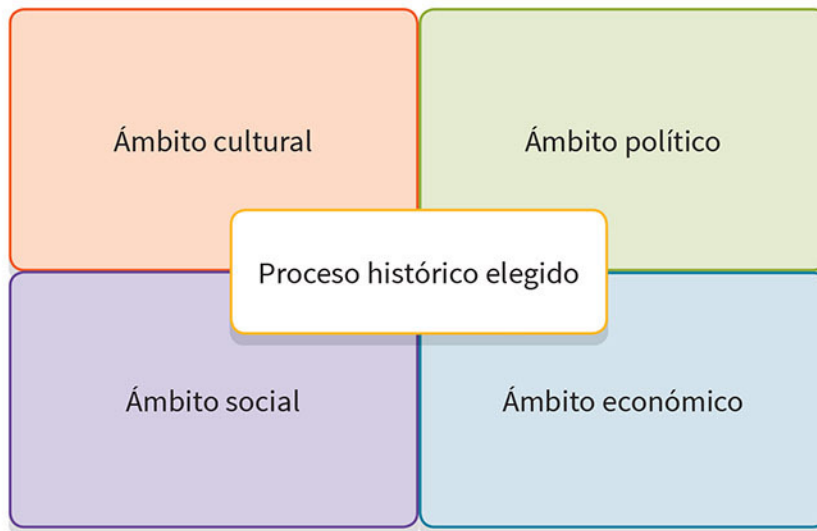 Ámbito cultural
Ámbito político
Proceso histórico elegido
Ámbito social
Ámbito económico